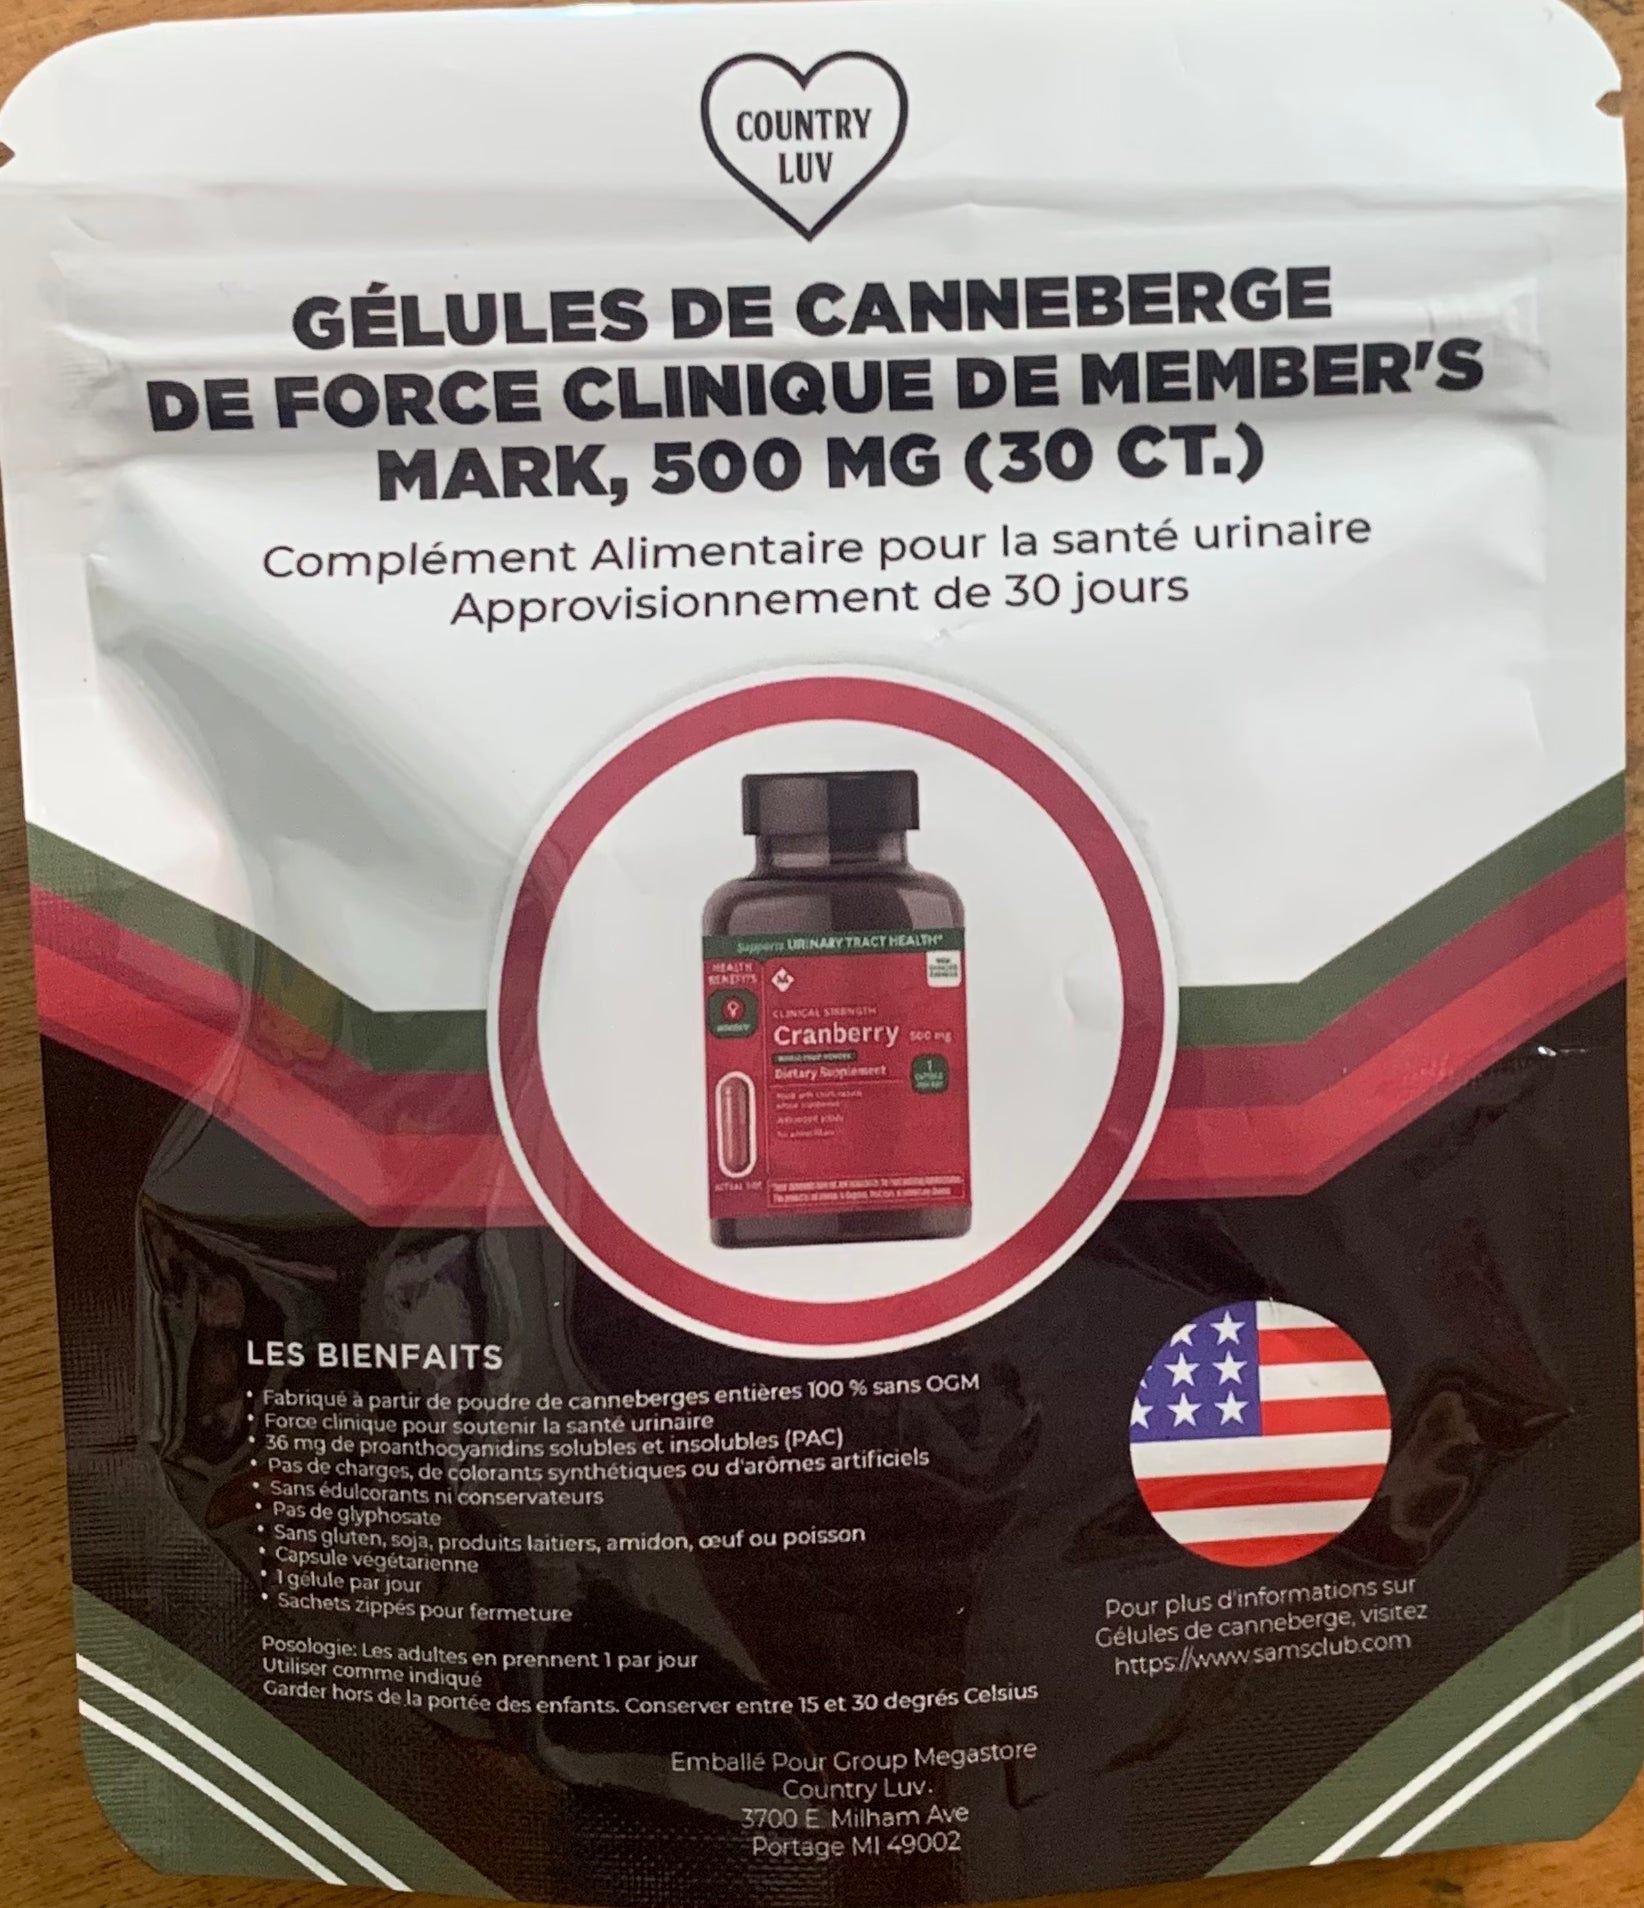 COUNTRY
LUV
GÉLULES DE CANNEBERGE
DE FORCE CLINIQUE DE MEMBER'S
MARK, 500 MG (30 CT.)
Complément Alimentaire pour la santé urinaire
Approvisionnement de 30 jours
Supports URINARY TRACT HEALTH*
HEALTH
BENEFITS
CLINICAL STRENGTH
Cranberry 500 mg
Dietary Supplement
1
ACTUAL SIZE
LES BIENFAITS
• Fabriqué à partir de poudre de canneberges entières 100 % sans OGM
• Force clinique pour soutenir la santé urinaire
• 36 mg de proanthocyanidins solubles et insolubles (PAC)
• Pas de charges, de colorants synthétiques ou d'arômes artificiels
• Sans édulcorants ni conservateurs
• Pas de glyphosate
• Sans gluten, soja, produits laitiers, amidon, œuf ou poisson
• Capsule végétarienne
• 1 gélule par jour
• Sachets zippés pour fermeture
Posologie: Les adultes en prennent 1 par jour
Utiliser comme indiqué
Garder hors de la portée des enfants. Conserver entre 15 et 30 degrés Celsius
Pour plus d'informations sur
Gélules de canneberge, visitez
https://www.samsclub.com
Emballé Pour Group Megastore
Country Luv.
3700 E Milham Ave
Portage MI 49002